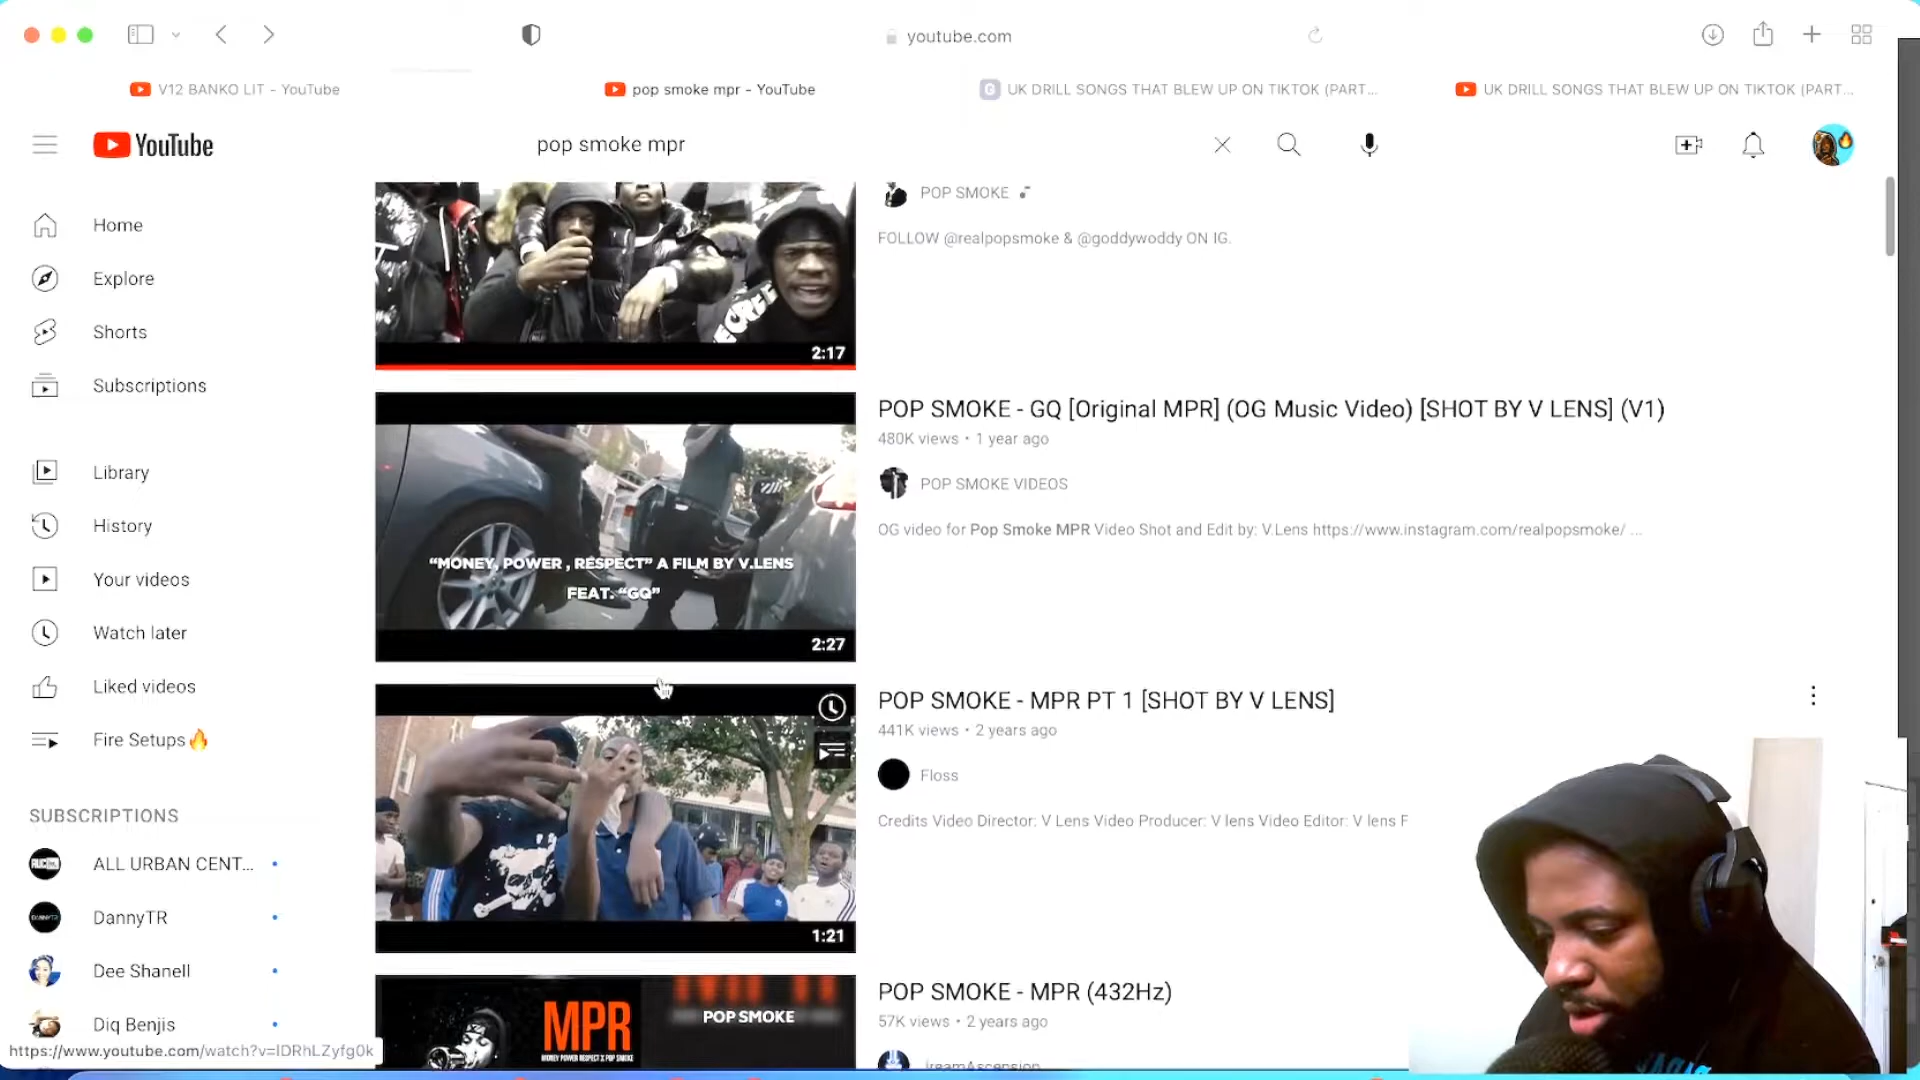 youtube.com
V12 BANKO LIT - YouTube
pop smoke mpr - YouTube
UK DRILL SONGS THAT BLEW UP ON TIKTOK (PART...
UK DRILL SONGS THAT BLEW UP ON TIKTOK (PART...
YouTube
pop smoke mpr
Home
Explore
Shorts
Subscriptions
Library
History
Your videos
Watch later
Liked videos
Fire Setups🔥
SUBSCRIPTIONS
ALL URBAN CENT...
DannyTR
Dee Shanell
Diq Benjis
https://www.youtube.com/watch?v=IDRhLZyfg0k
2:17
POP SMOKE
FOLLOW @realpopsmoke & @goddywoddy ON IG.
"MONEY, POWER , RESPECT" A FILM BY V.LENS
FEAT. "GQ"
2:27
POP SMOKE - GQ [Original MPR] (OG Music Video) [SHOT BY V LENS] (V1)
480K views • 1 year ago
POP SMOKE VIDEOS
OG video for Pop Smoke MPR Video Shot and Edit by: V.Lens https://www.instagram.com/realpopsmoke/ ...
1:21
POP SMOKE - MPR PT 1 [SHOT BY V LENS]
441K views • 2 years ago
Floss
Credits Video Director: V Lens Video Producer: V lens Video Editor: V lens F
MPR
MONEY POWER RESPECT X POP SMOKE
POP SMOKE
POP SMOKE - MPR (432Hz)
57K views • 2 years ago